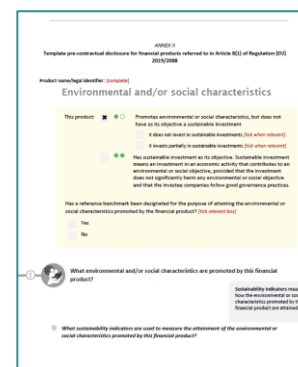 ANNEX II
Template pre-contractual disclosure for financial products referred to in Article 8(1) of Regulation (EU)
2019/2088
Product name/legal identifier: [complete]
Environmental and/or social characteristics
This product:
Promotes environmental or social characteristics, but does not
have as its objective a sustainable investment
it does not invest in sustainable investments [tick when relevant]
it invests partially in sustainable investments [tick when relevant]
Has sustainable investment as its objective. Sustainable investment
means an investment in an economic activity that contributes to an
environmental or social objective, provided that the investment
does not significantly harm any environmental or social objective
and that the investee companies follow good governance practices.
Has a reference benchmark been designated for the purpose of attaining the environmental or
social characteristics promoted by the financial product? [tick relevant box]
Yes
No
What environmental and/or social characteristics are promoted by this financial
product?
Sustainability indicators meas
how the environmental or soc
characteristics promoted by th
financial product are attained
What sustainability indicators are used to measure the attainment of the environmental or
social characteristics promoted by this financial product?